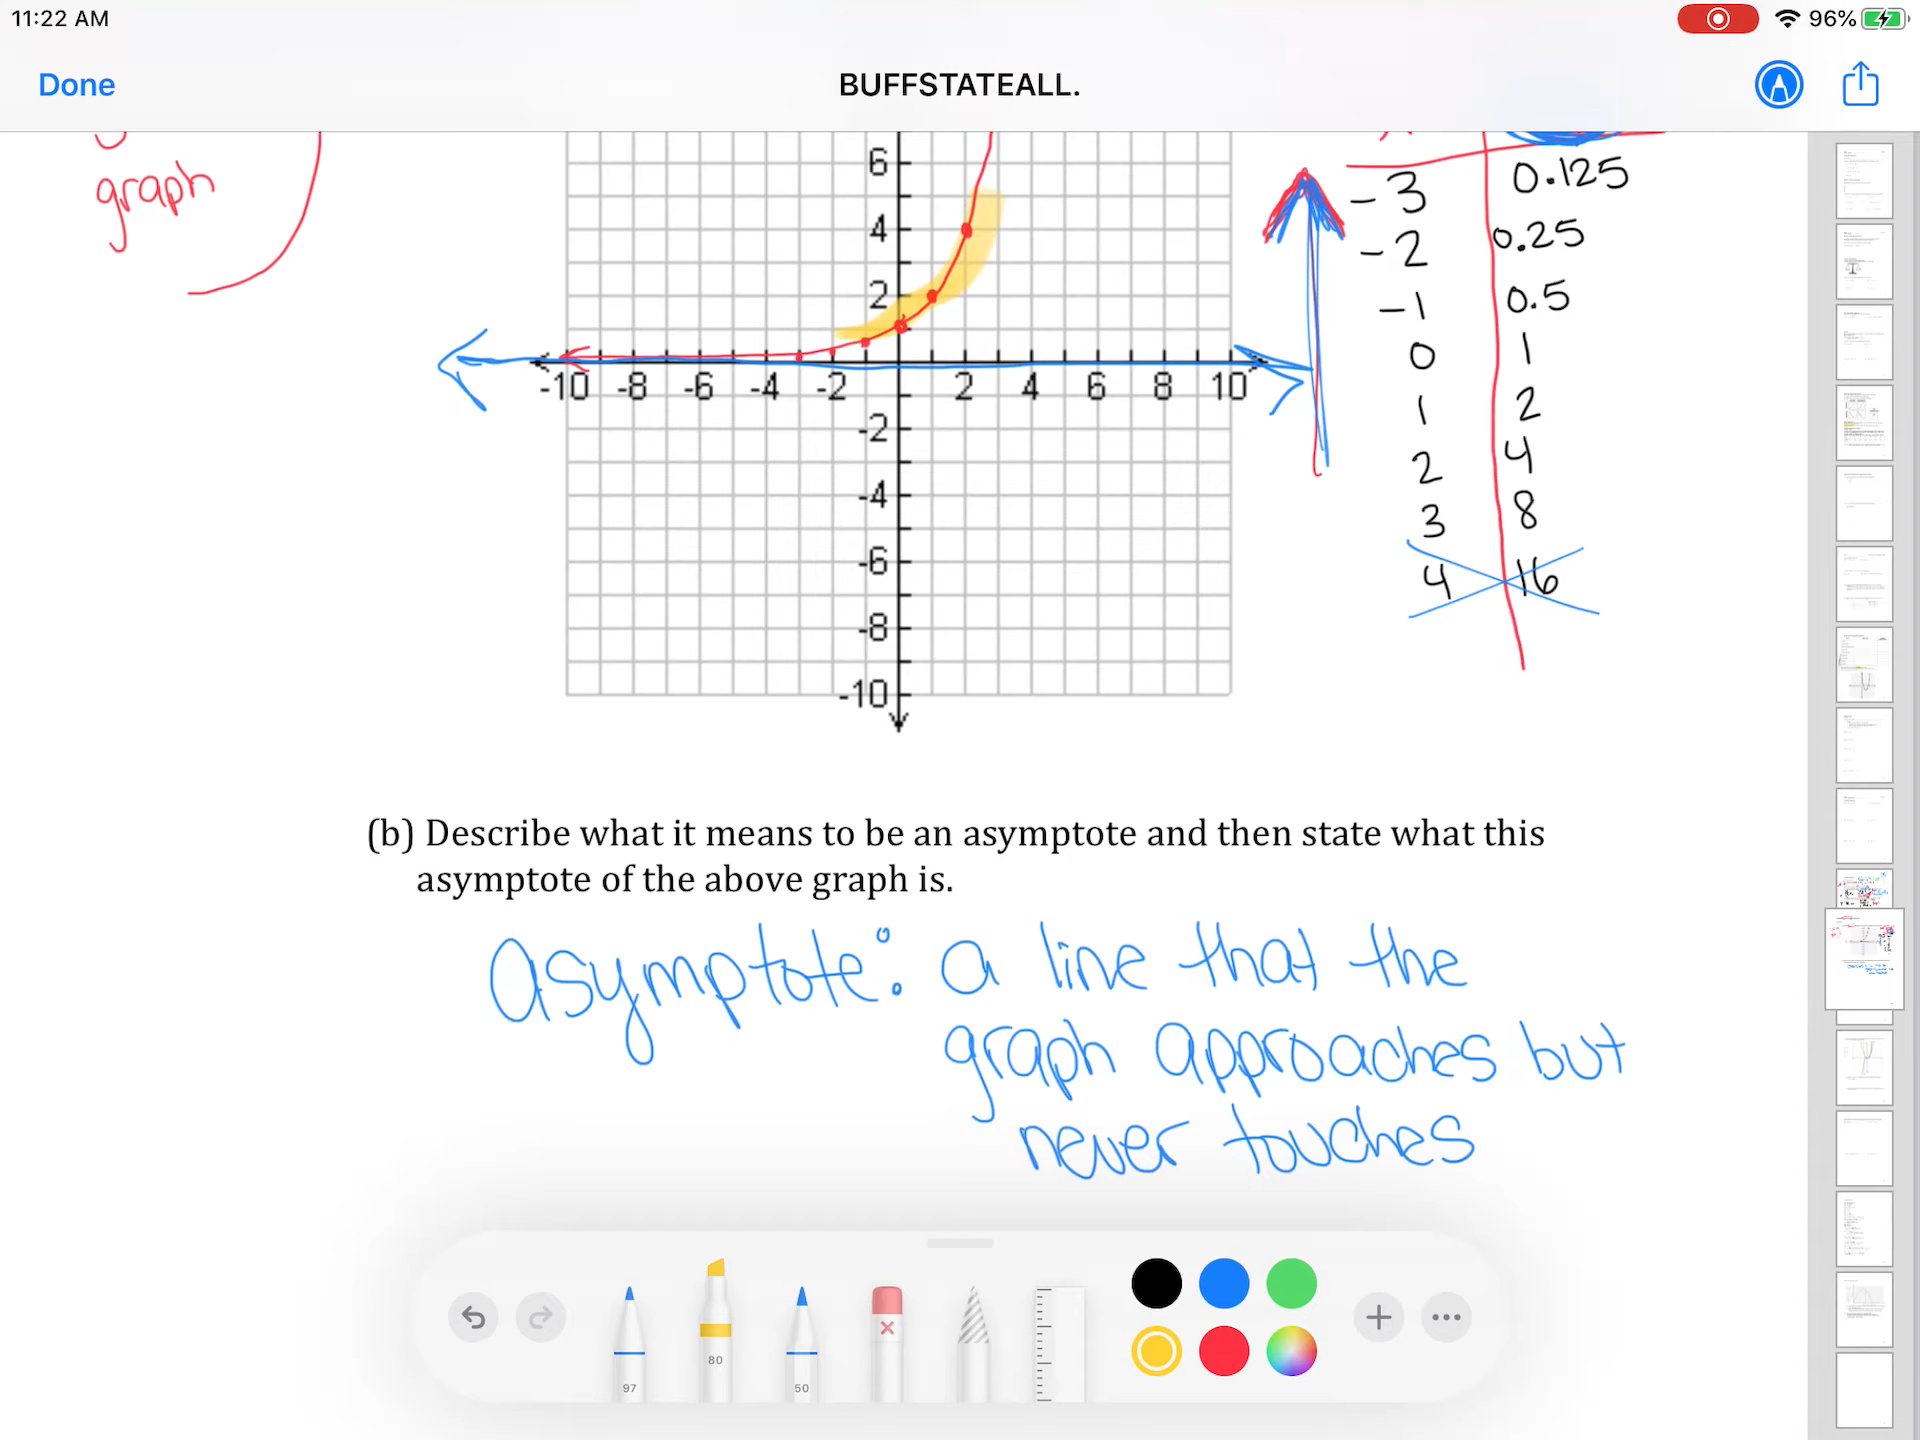 11:22 AM
96%
Done
BUFFSTATEALL.
graph
6
4
2
-10 -8 -6 -4 -2 2 4 6 8 10
-2
-4
-6
-8
-10
-3 0.125
-2 0.25
-1 0.5
0 1
1 2
2 4
3 8
4 16
(b) Describe what it means to be an asymptote and then state what this
asymptote of the above graph is.
asymptote: a line that the
graph approaches but
never touches
97
80
50